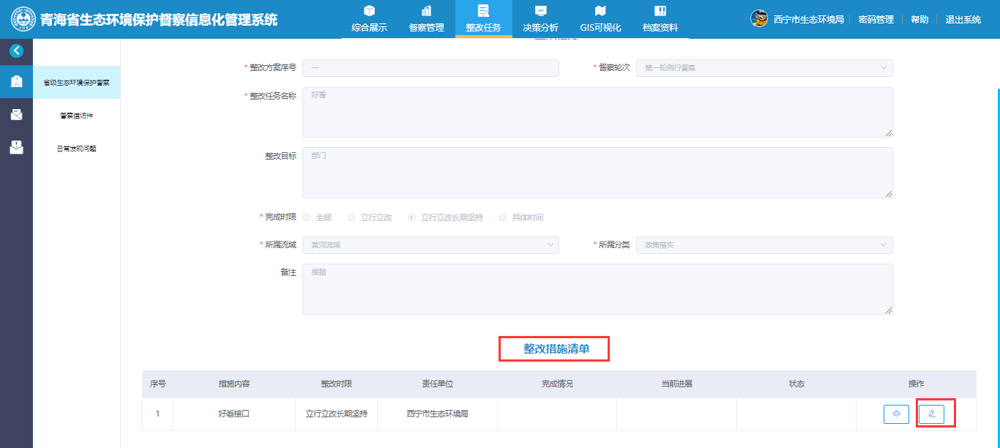 青海省生态环境保护督察信息化管理系统
综合展示 督察管理 整改任务 决策分析 GIS可视化 档案资料
西宁市生态环境局 密码管理 帮助 退出系统
省级生态环境保护督察
督察信访件
日常发现问题
* 整改方案序号 一 * 督察轮次 第一轮例行督察
* 整改任务名称 好看
整改目标 部门
* 完成时限 全部 立行立改 立行立改长期坚持 具体时间
* 所属流域 黄河流域 * 所属分类 政策落实
备注 根据
整改措施清单
序号 措施内容 整改时限 责任单位 完成情况 当前进展 状态 操作
1 好看接口 立行立改长期坚持 西宁市生态环境局